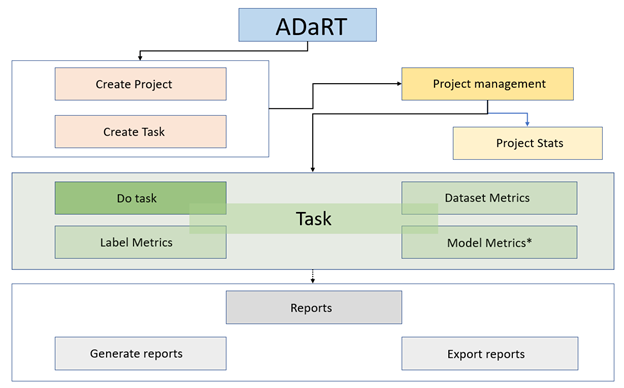 ADaRT
Create Project
Project management
Create Task
Project Stats
Do task
Dataset Metrics
Task
Label Metrics
Model Metrics*
Reports
Generate reports
Export reports